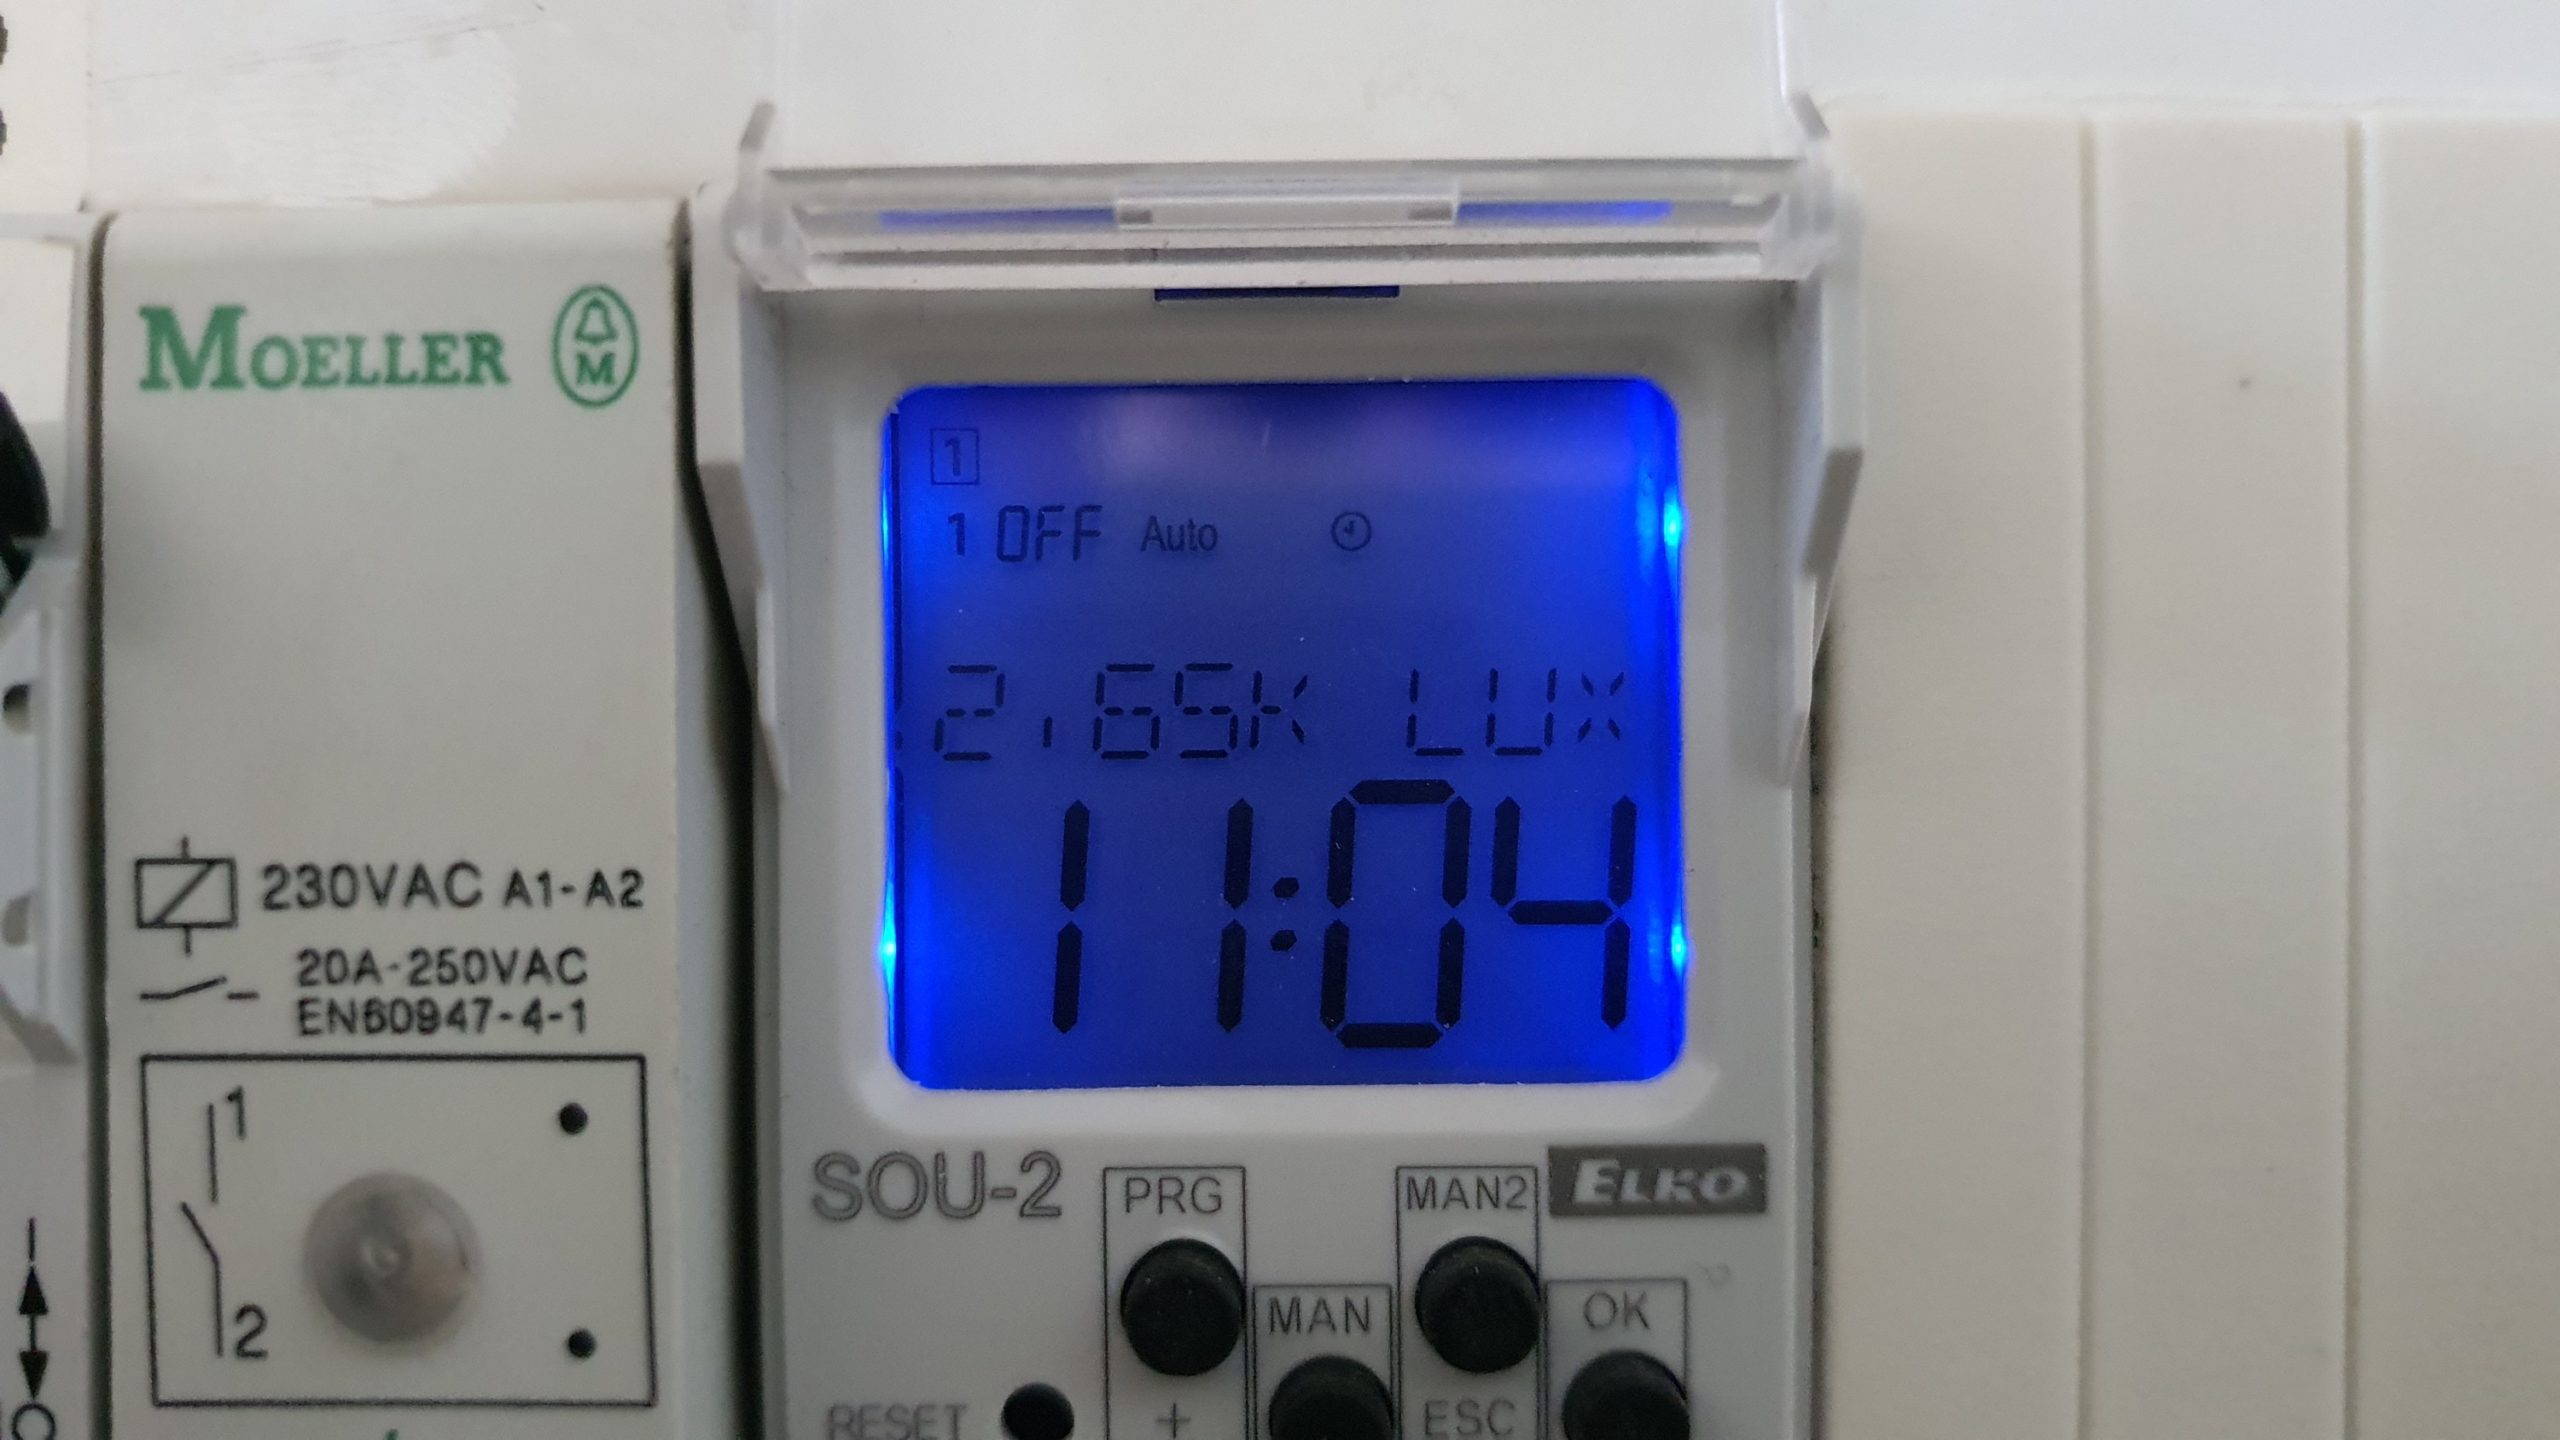 MOELLER
M
230VAC A1-A2
20A-250VAC
EN60947-4-1
1
2
1
1 OFF Auto
2.65K LUX
11:04
SOU-2
ELKO
PRG
MAN2
MAN
OK
RESET
+
ESC